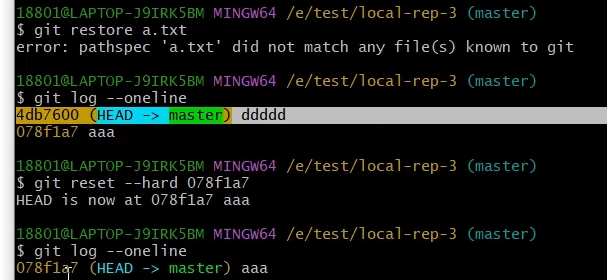 18801@LAPTOP-J9IRK5BM MINGW64 /e/test/local-rep-3 (master)
$ git restore a.txt
error: pathspec 'a.txt' did not match any file(s) known to git
18801@LAPTOP-J9IRK5BM MINGW64 /e/test/local-rep-3 (master)
$ git log --oneline
4db7600 (HEAD -> master) ddddd
078f1a7 aaa
18801@LAPTOP-J9IRK5BM MINGW64 /e/test/local-rep-3 (master)
$ git reset --hard 078f1a7
HEAD is now at 078f1a7 aaa
18801@LAPTOP-J9IRK5BM MINGW64 /e/test/local-rep-3 (master)
$ git log --oneline
078f1a7 (HEAD -> master) aaa